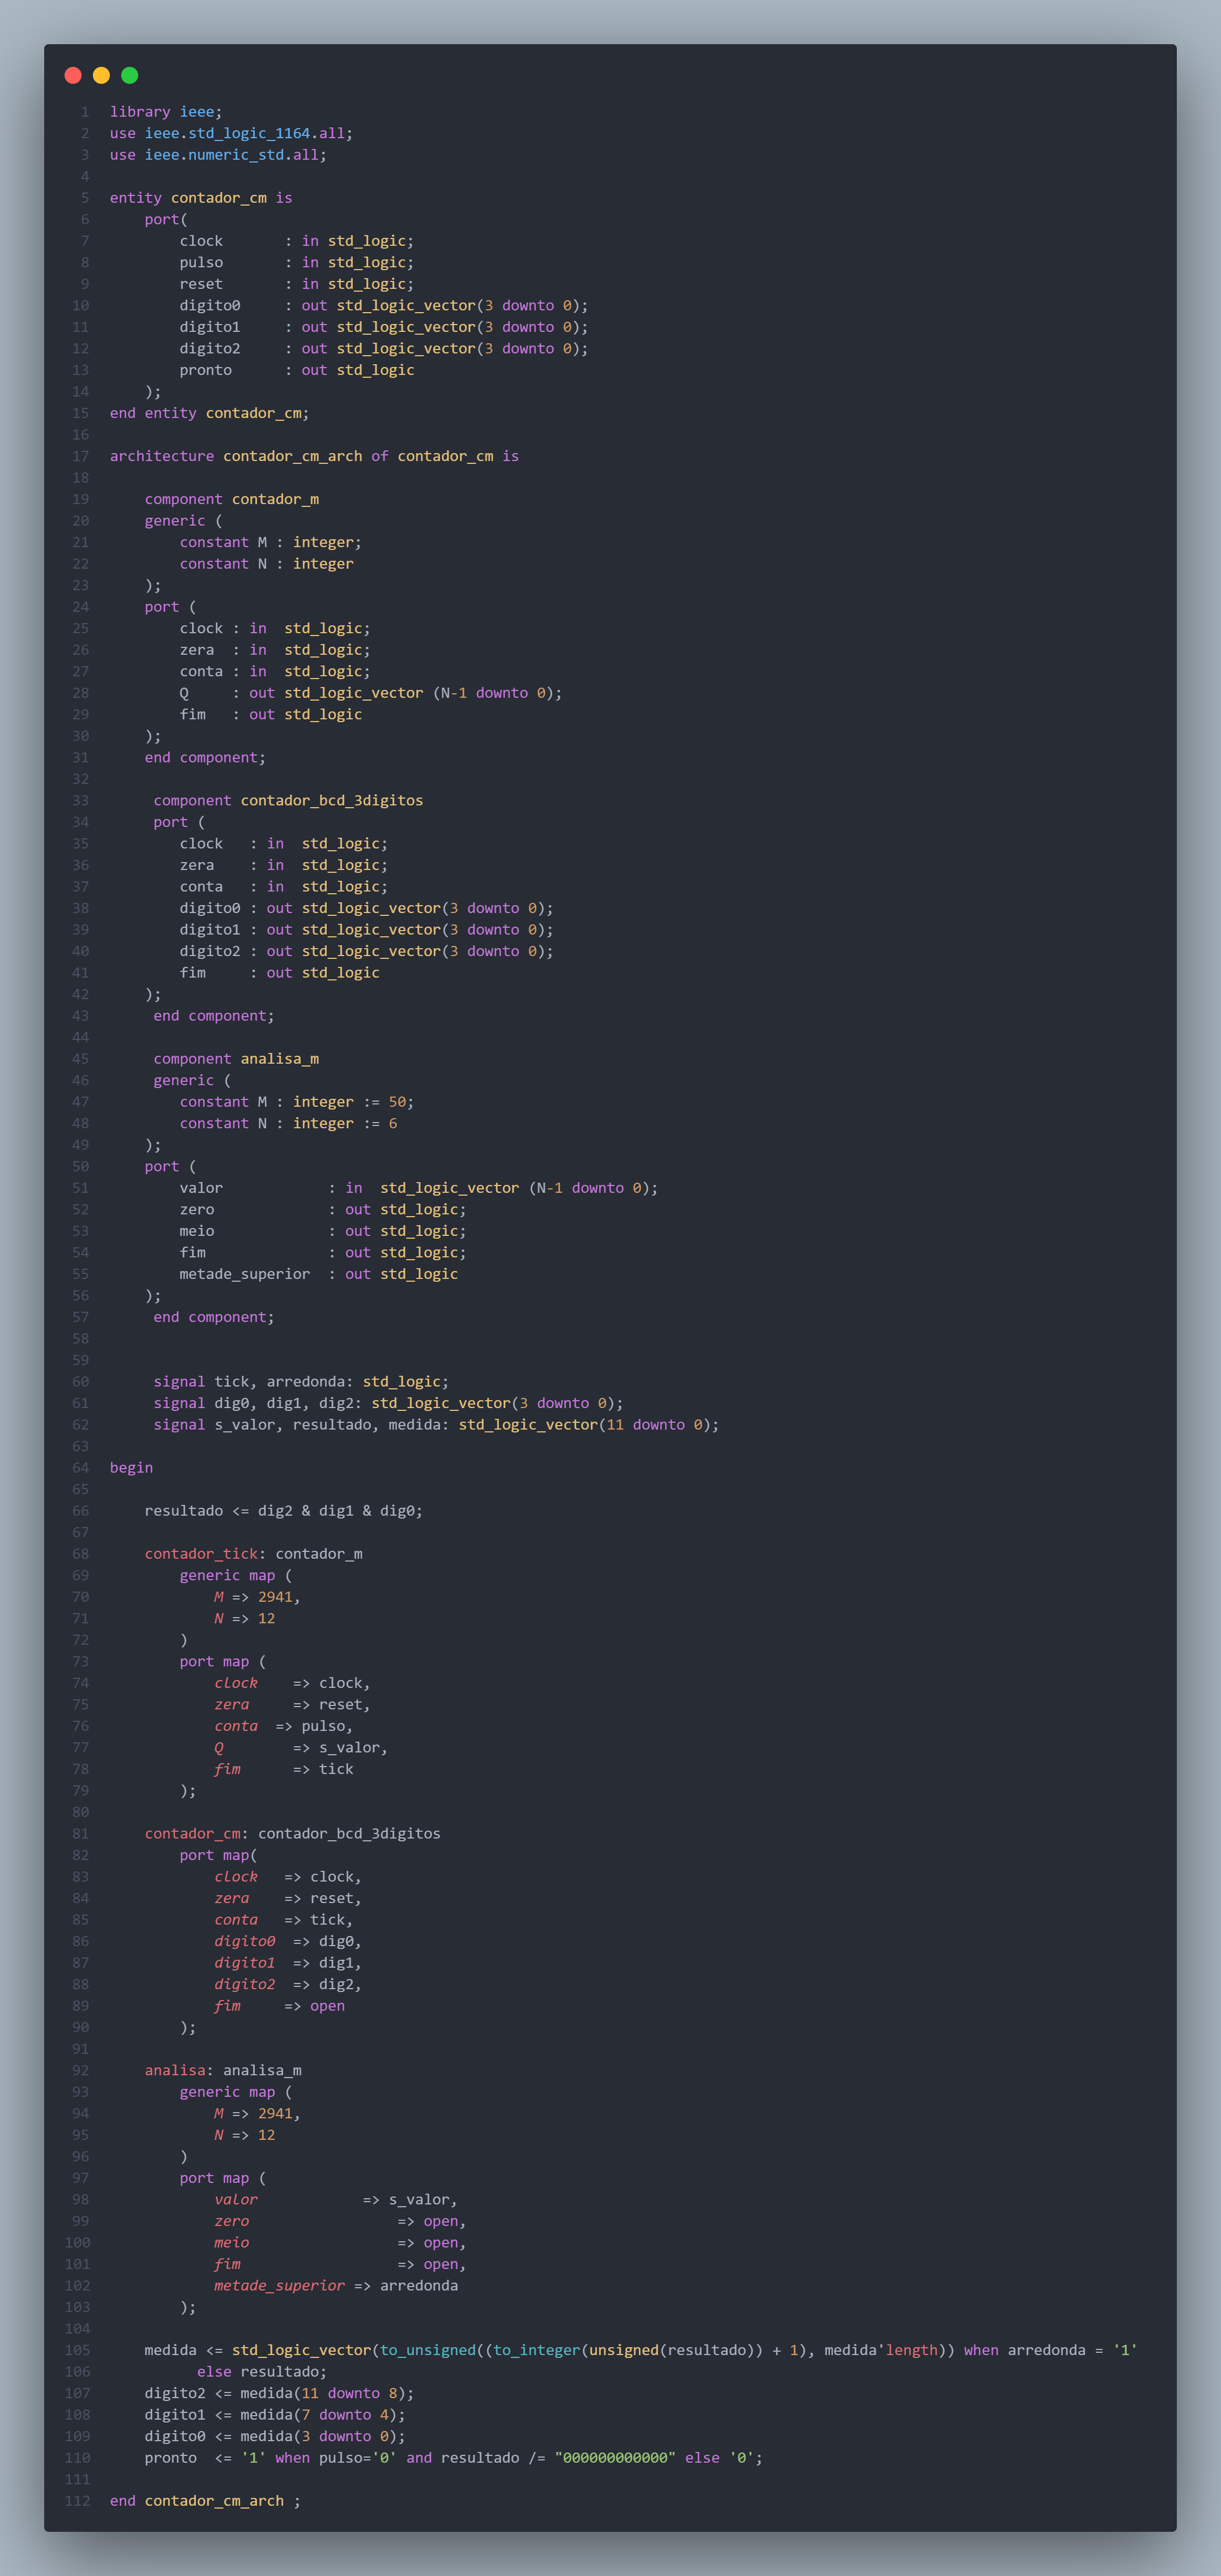 1 library ieee;
2 use ieee.std_logic_1164.all;
3 use ieee.numeric_std.all;
4
5 entity contador_cm is
6     port(
7         clock       : in std_logic;
8         pulso       : in std_logic;
9         reset       : in std_logic;
10         digito0     : out std_logic_vector(3 downto 0);
11         digito1     : out std_logic_vector(3 downto 0);
12         digito2     : out std_logic_vector(3 downto 0);
13         pronto      : out std_logic
14     );
15 end entity contador_cm;
16
17 architecture contador_cm_arch of contador_cm is
18
19     component contador_m
20     generic (
21         constant M : integer;
22         constant N : integer
23     );
24     port (
25         clock : in  std_logic;
26         zera  : in  std_logic;
27         conta : in  std_logic;
28         Q     : out std_logic_vector (N-1 downto 0);
29         fim   : out std_logic
30     );
31     end component;
32
33      component contador_bcd_3digitos
34      port (
35         clock   : in  std_logic;
36         zera    : in  std_logic;
37         conta   : in  std_logic;
38         digito0 : out std_logic_vector(3 downto 0);
39         digito1 : out std_logic_vector(3 downto 0);
40         digito2 : out std_logic_vector(3 downto 0);
41         fim     : out std_logic
42     );
43      end component;
44
45      component analisa_m
46      generic (
47         constant M : integer := 50;
48         constant N : integer := 6
49     );
50     port (
51         valor            : in  std_logic_vector (N-1 downto 0);
52         zero             : out std_logic;
53         meio             : out std_logic;
54         fim              : out std_logic;
55         metade_superior  : out std_logic
56     );
57      end component;
58
59
60      signal tick, arredonda: std_logic;
61      signal dig0, dig1, dig2: std_logic_vector(3 downto 0);
62      signal s_valor, resultado, medida: std_logic_vector(11 downto 0);
63
64 begin
65
66     resultado <= dig2 & dig1 & dig0;
67
68     contador_tick: contador_m
69         generic map (
70             M => 2941,
71             N => 12
72         )
73         port map (
74             clock    => clock,
75             zera     => reset,
76             conta  => pulso,
77             Q        => s_valor,
78             fim      => tick
79         );
80
81     contador_cm: contador_bcd_3digitos
82         port map(
83             clock   => clock,
84             zera    => reset,
85             conta   => tick,
86             digito0  => dig0,
87             digito1  => dig1,
88             digito2  => dig2,
89             fim     => open
90         );
91
92     analisa: analisa_m
93         generic map (
94             M => 2941,
95             N => 12
96         )
97         port map (
98             valor            => s_valor,
99             zero                 => open,
100             meio                 => open,
101             fim                  => open,
102             metade_superior => arredonda
103         );
104
105     medida <= std_logic_vector(to_unsigned((to_integer(unsigned(resultado)) + 1), medida'length)) when arredonda = '1'
106           else resultado;
107     digito2 <= medida(11 downto 8);
108     digito1 <= medida(7 downto 4);
109     digito0 <= medida(3 downto 0);
110     pronto  <= '1' when pulso='0' and resultado /= "000000000000" else '0';
111
112 end contador_cm_arch ;